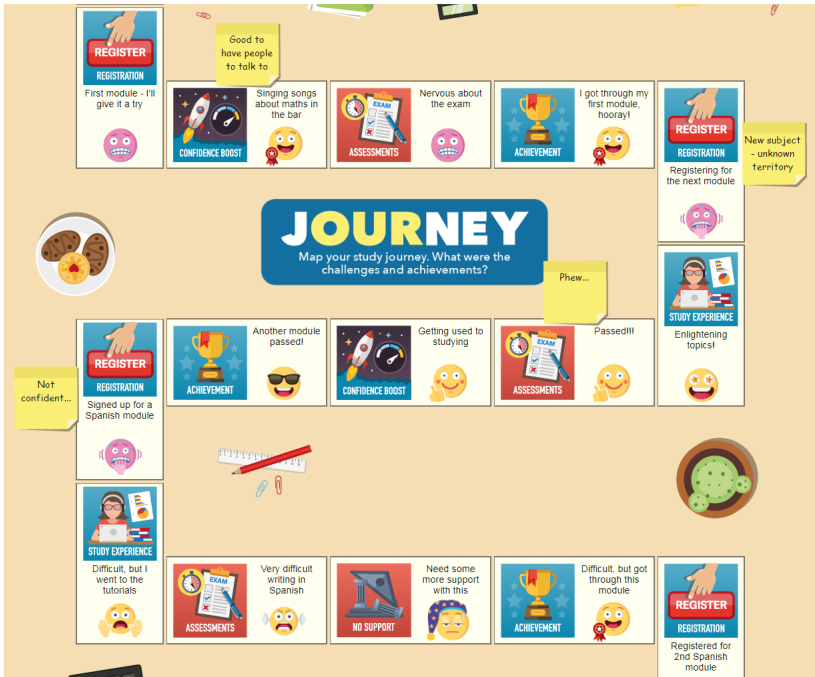 REGISTER
REGISTRATION
First module - I'll
give it a try
Good to
have people
to talk to
CONFIDENCE BOOST
Singing songs
about maths in
the bar
EXAM
ASSESSMENTS
Nervous about
the exam
ACHIEVEMENT
I got through my
first module,
hooray!
REGISTER
REGISTRATION
Registering for
the next module
New subject
- unknown
territory
JOURNEY
Map your study journey. What were the
challenges and achievements?
STUDY EXPERIENCE
Enlightening
topics!
Phew...
EXAM
ASSESSMENTS
Passed!!!
CONFIDENCE BOOST
Getting used to
studying
ACHIEVEMENT
Another module
passed!
REGISTER
REGISTRATION
Signed up for a
Spanish module
Not
confident...
STUDY EXPERIENCE
Difficult, but I
went to the
tutorials
EXAM
ASSESSMENTS
Very difficult
writing in
Spanish
NO SUPPORT
Need some
more support
with this
ACHIEVEMENT
Difficult, but got
through this
module
REGISTER
REGISTRATION
Registered for
2nd Spanish
module